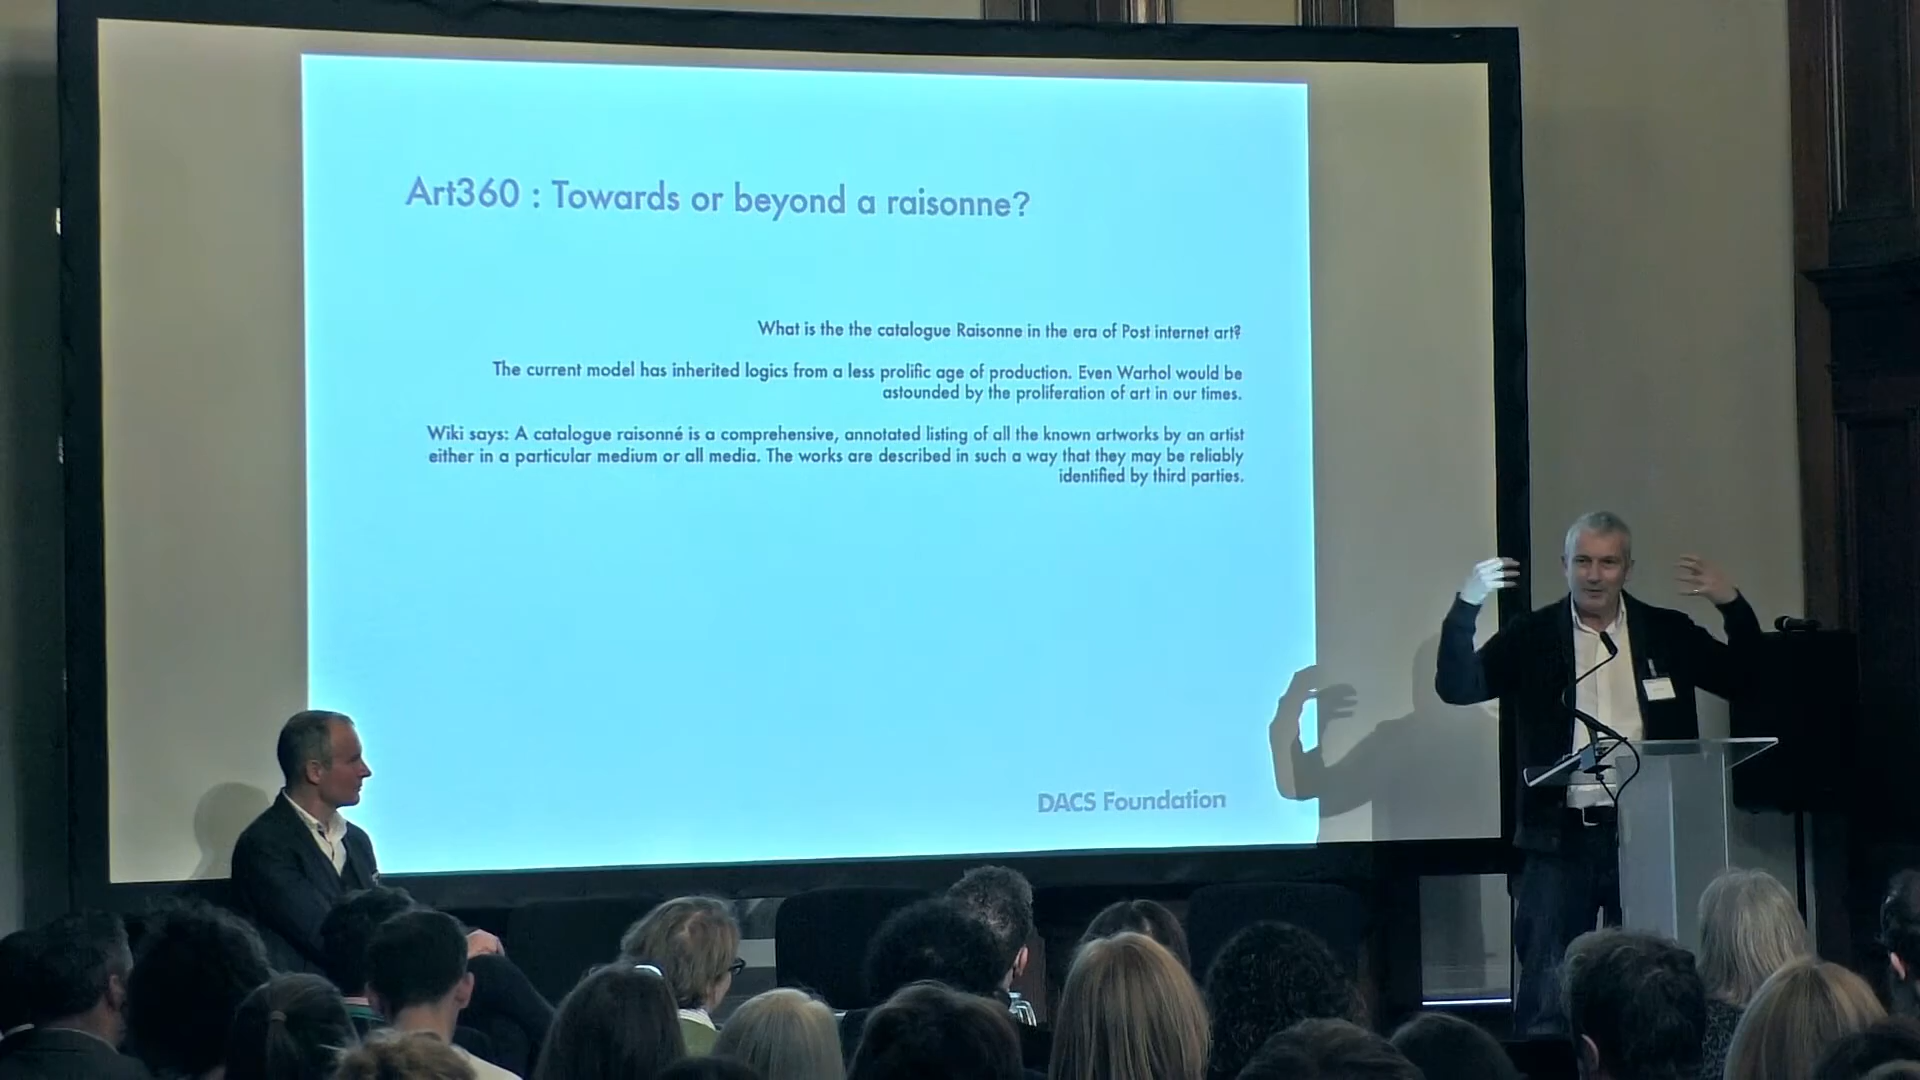 Art360 : Towards or beyond a raisonne?
What is the the catalogue Raisonne in the era of Post internet art?
The current model has inherited logics from a less prolific age of production. Even Warhol would be
astounded by the proliferation of art in our times.
Wiki says: A catalogue raisonné is a comprehensive, annotated listing of all the known artworks by an artist
either in a particular medium or all media. The works are described in such a way that they may be reliably
identified by third parties.
DACS Foundation